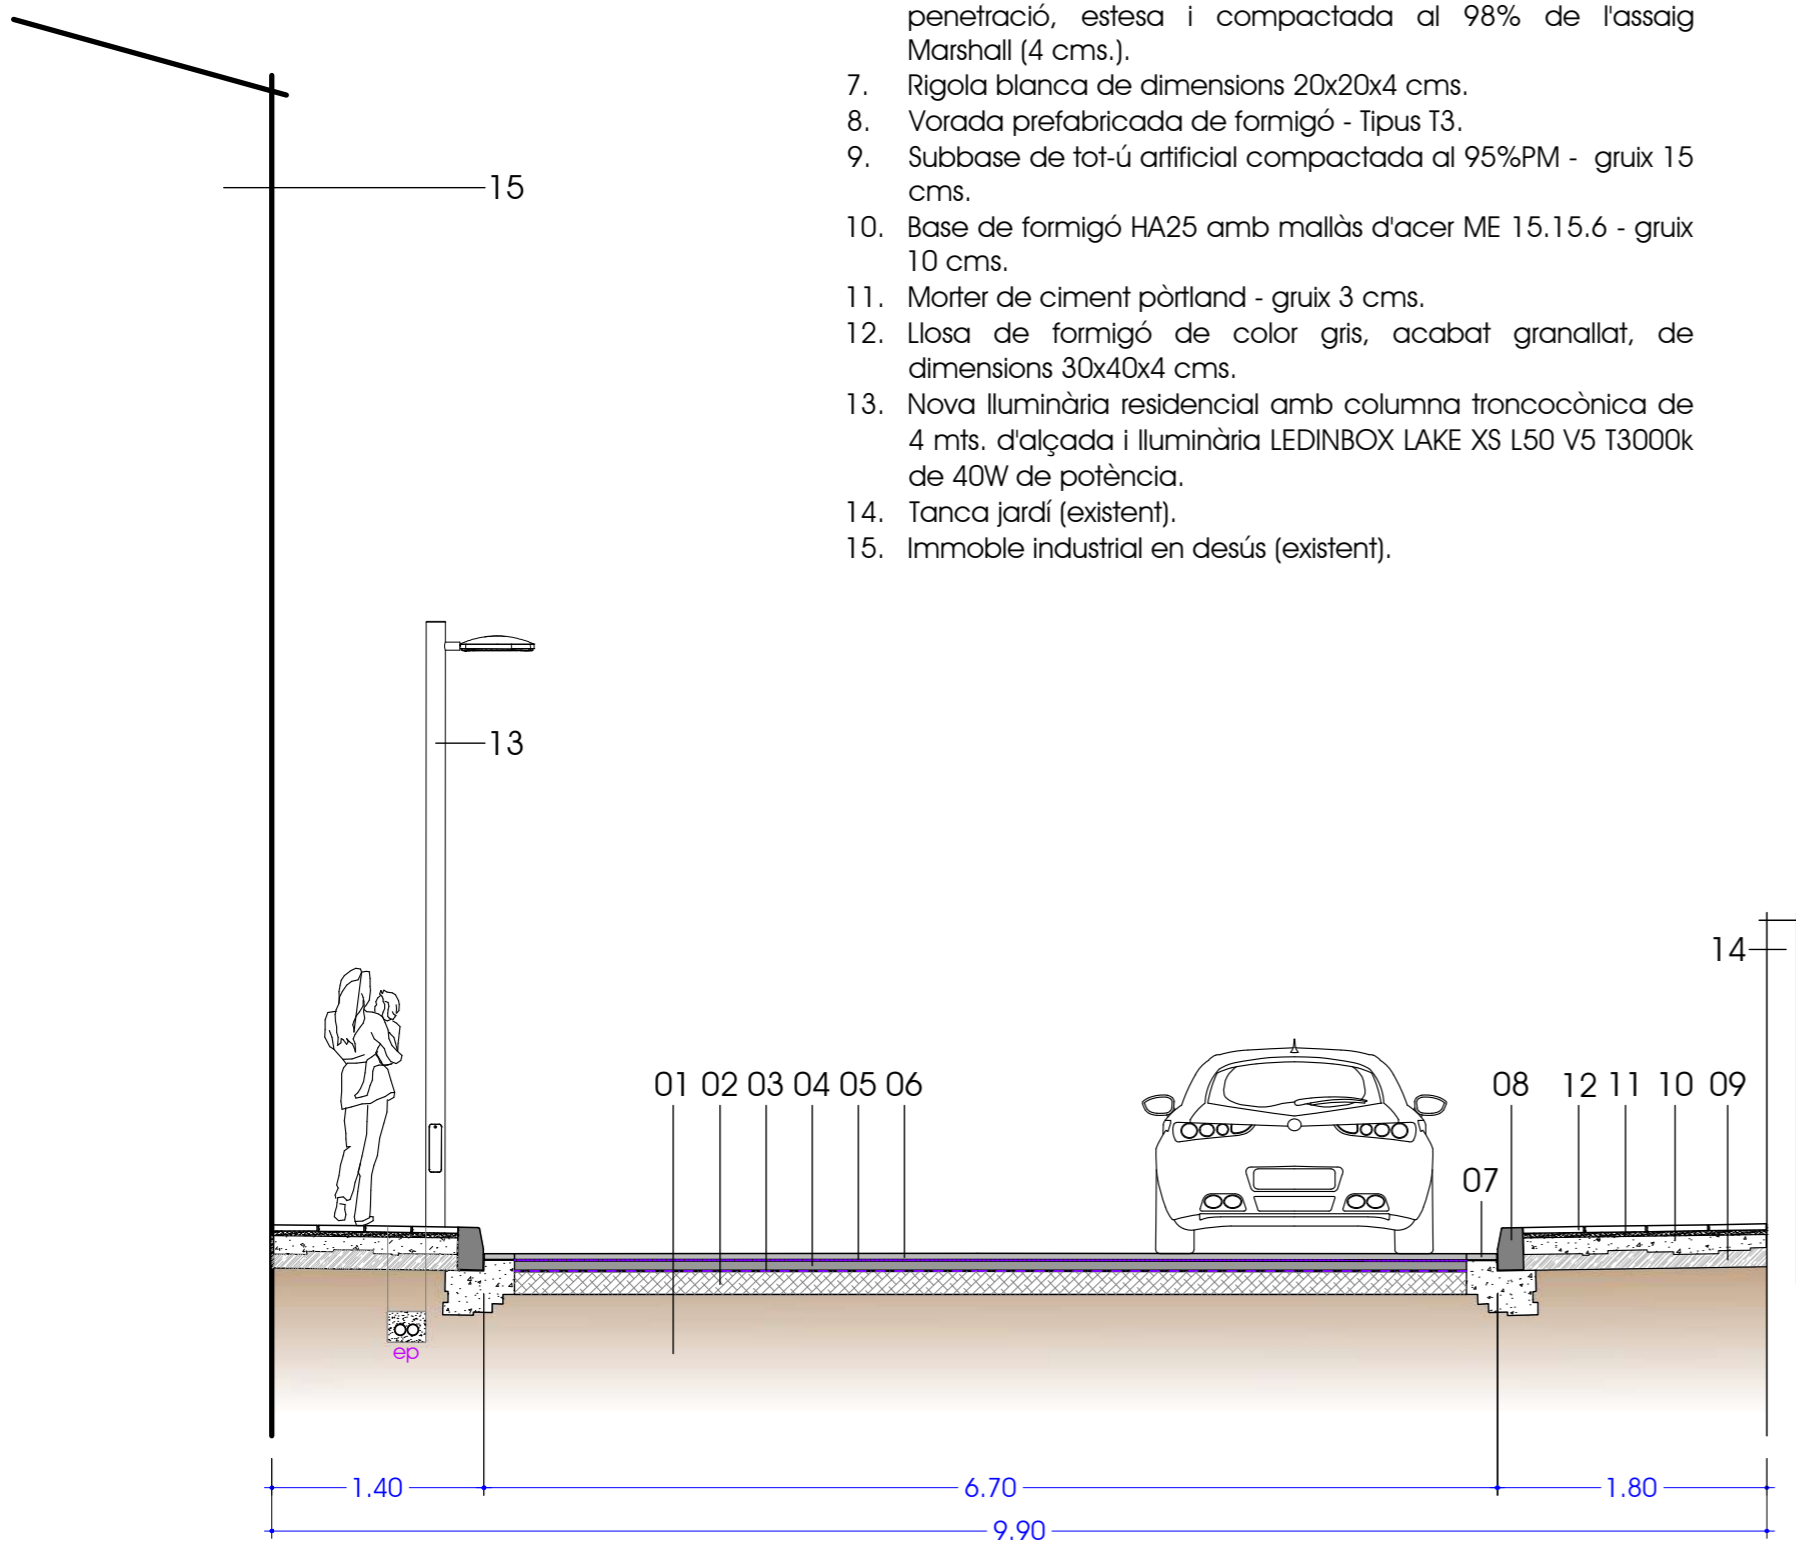 penetració, estesa i compactada al 98% de l'assaig
Marshall (4 cms.).
7. Rigola blanca de dimensions 20x20x4 cms.
8. Vorada prefabricada de formigó - Tipus T3.
9. Subbase de tot-ú artificial compactada al 95%PM - gruix 15
cms.
10. Base de formigó HA25 amb mallàs d'acer ME 15.15.6 - gruix
10 cms.
11. Morter de ciment pòrtland - gruix 3 cms.
12. Llosa de formigó de color gris, acabat granallat, de
dimensions 30x40x4 cms.
13. Nova lluminària residencial amb columna troncocònica de
4 mts. d'alçada i lluminària LEDINBOX LAKE XS L50 V5 T3000k
de 40W de potència.
14. Tanca jardí (existent).
15. Immoble industrial en desús (existent).
15
13
14
01 02 03 04 05 06
08 12 11 10 09
07
ep
1.40 6.70 1.80
9.90